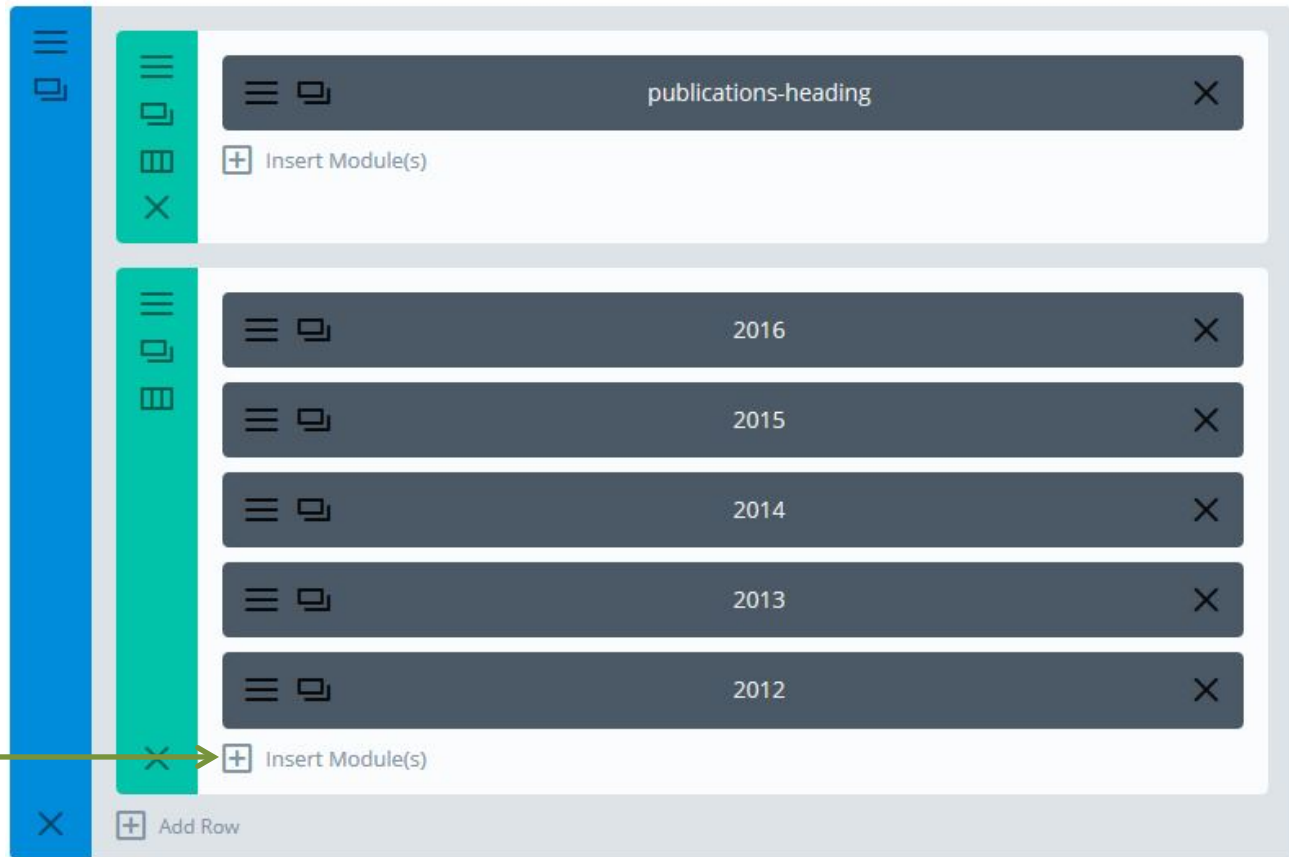 publications-heading
Insert Module(s)
2016
2015
2014
2013
2012
Insert Module(s)
Add Row